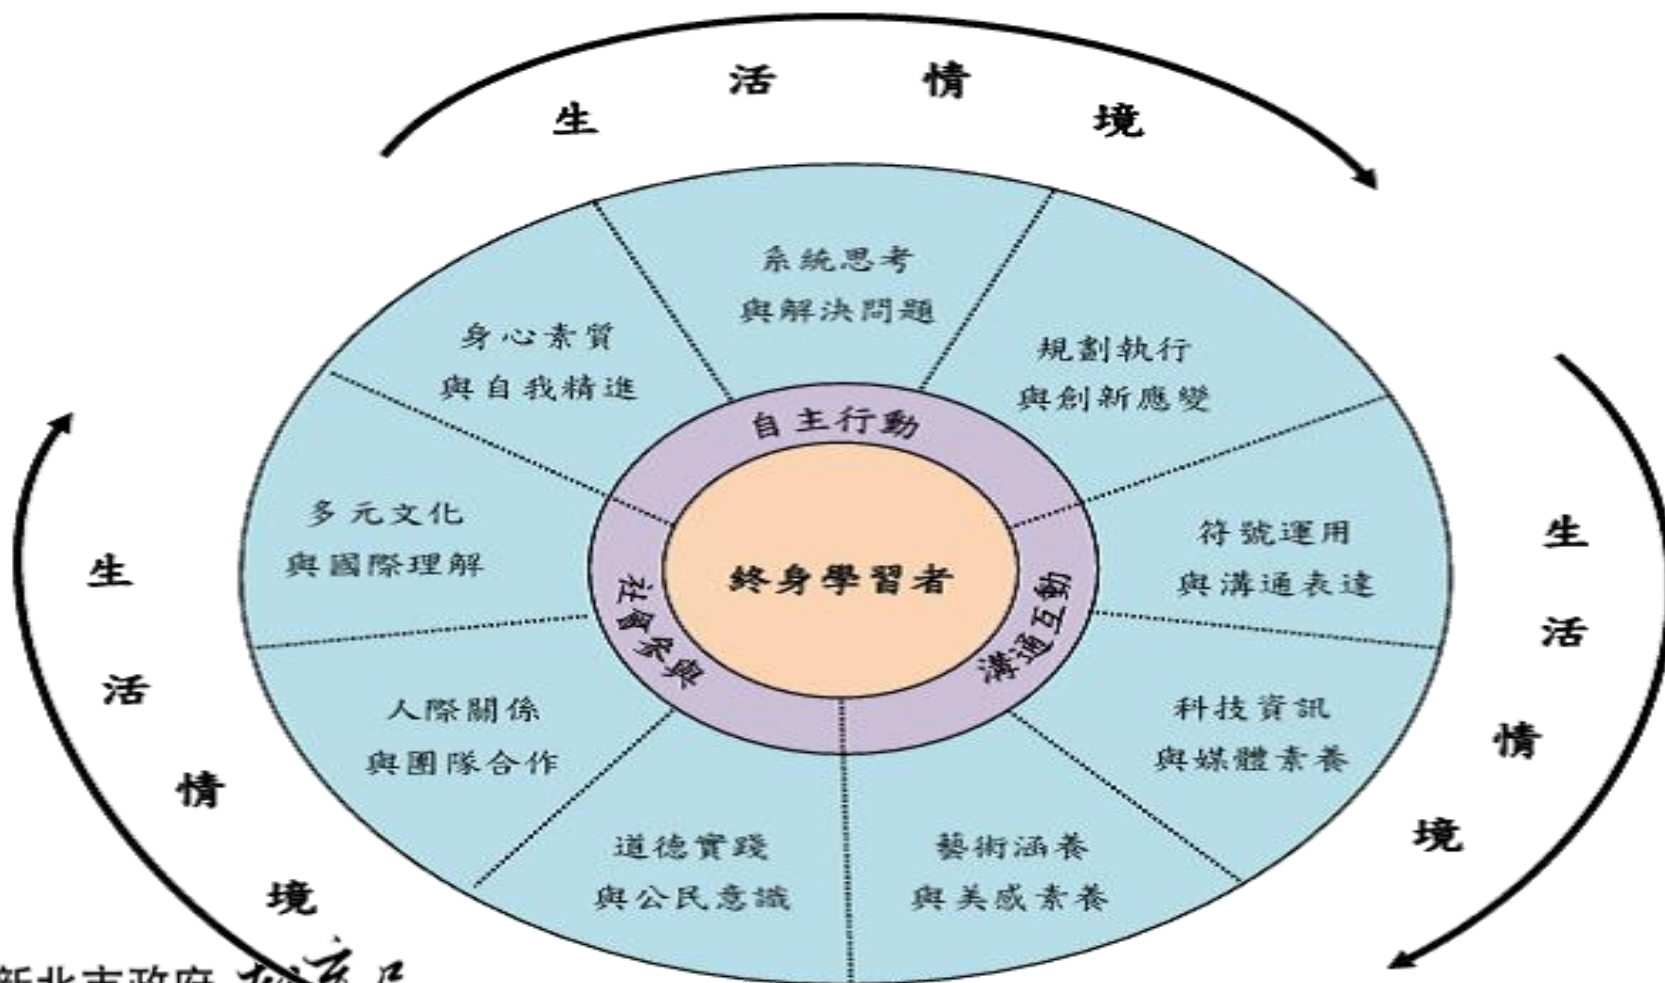 生活情境
系統思考
與解決問題
身心素質
與自我精進
規劃執行
與創新應變
自主行動
多元文化
與國際理解
符號運用
與溝通表達
終身學習者
社會參與
溝通互動
生活情境
生活情境
人際關係
與團隊合作
科技資訊
與媒體素養
道德實踐
與公民意識
藝術涵養
與美感素養
新北市政府